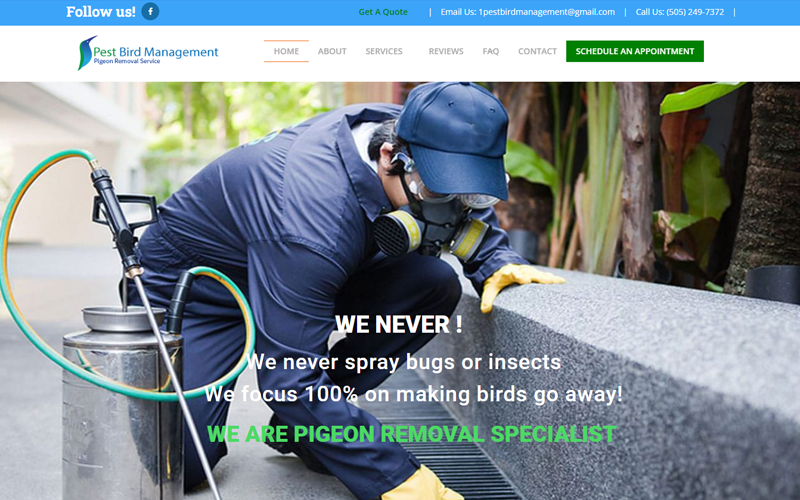 Follow us!
Get A Quote | Email Us: 1pestbirdmanagement@gmail.com | Call Us: (505) 249-7372 |
Pest Bird Management
Pigeon Removal Service
HOME ABOUT SERVICES REVIEWS FAQ CONTACT SCHEDULE AN APPOINTMENT
WE NEVER !
We never spray bugs or insects
We focus 100% on making birds go away!
WE ARE PIGEON REMOVAL SPECIALIST